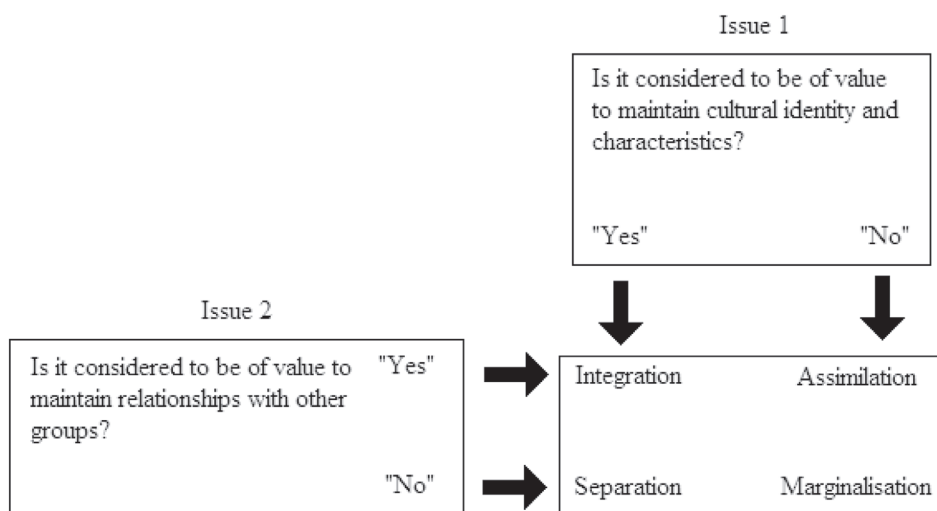 Issue 1
Is it considered to be of value
to maintain cultural identity and
characteristics?
"Yes" "No"
Issue 2
Is it considered to be of value to "Yes"
maintain relationships with other
groups?
"No"
Integration Assimilation
Separation Marginalisation